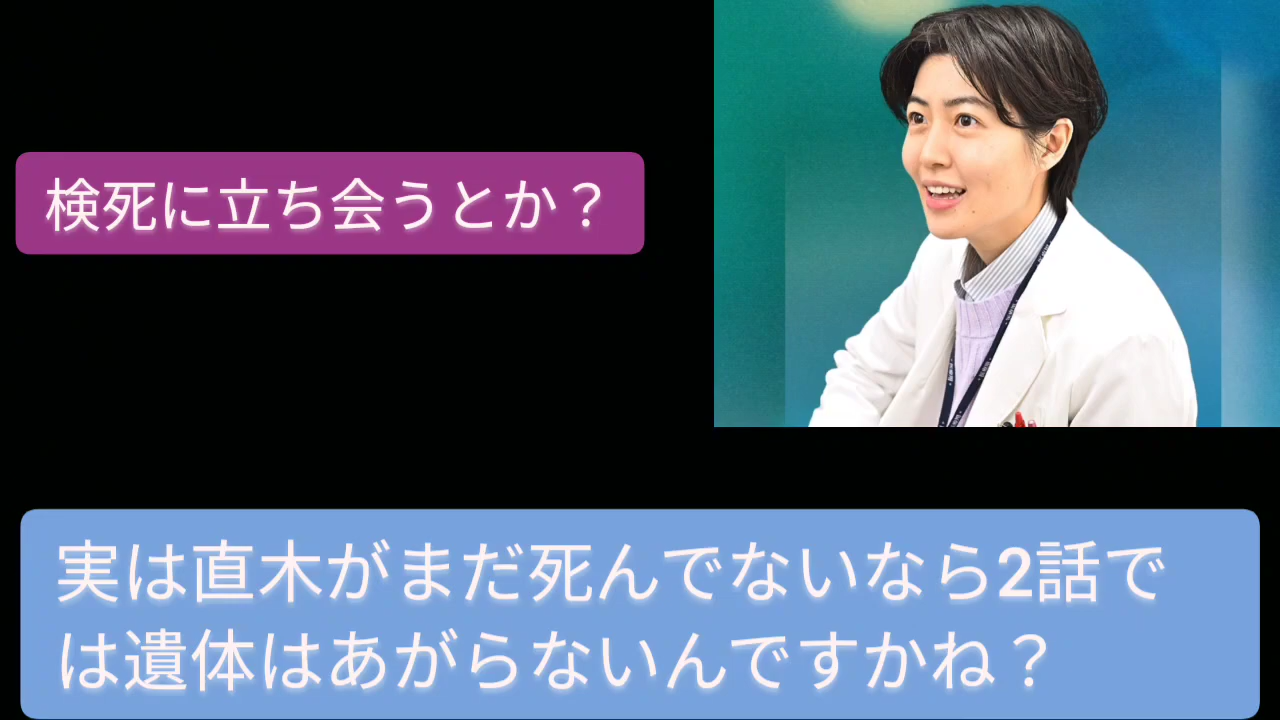 検死に立ち会うとか？
実は直木がまだ死んでないなら2話で
は遺体はあがらないんですかね？